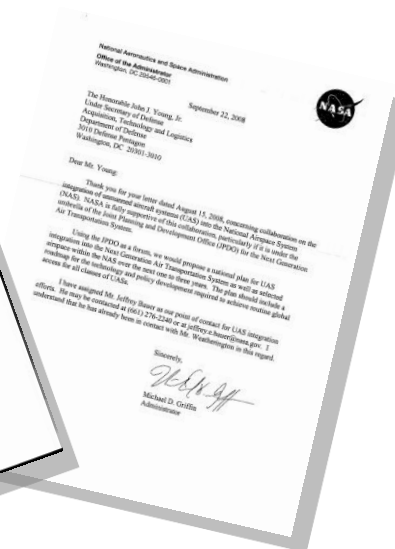 National Aeronautics and Space Administration
Office of the Administrator
Washington, DC 20546-0001
NASA
September 22, 2008
The Honorable John J. Young, Jr.
Under Secretary of Defense
Acquisition, Technology and Logistics
Department of Defense
3010 Defense Pentagon
Washington, DC 20301-3010
Dear Mr. Young:
Thank you for your letter dated August 15, 2008, concerning collaboration on the
integration of unmanned aircraft systems (UAS) into the National Airspace System
(NAS). NASA is fully supportive of this collaboration, particularly if it is under the
umbrella of the Joint Planning and Development Office (JPDO) for the Next Generation
Air Transportation System.
Using the JPDO as a forum, we would propose a national plan for UAS
integration into the Next Generation Air Transportation System as well as selected
airspace within the NAS over the next one to three years. The plan should include a
roadmap for the technology and policy development required to achieve routine global
access for all classes of UASs.
I have assigned Mr. Jeffrey Bauer as our point of contact for UAS integration
efforts. He may be contacted at (661) 276-2240 or at jeffrey.e.bauer@nasa.gov. I
understand that he has already been in contact with Mr. Weatherington in this regard.
Sincerely,
Michael D. Griffin
Administrator